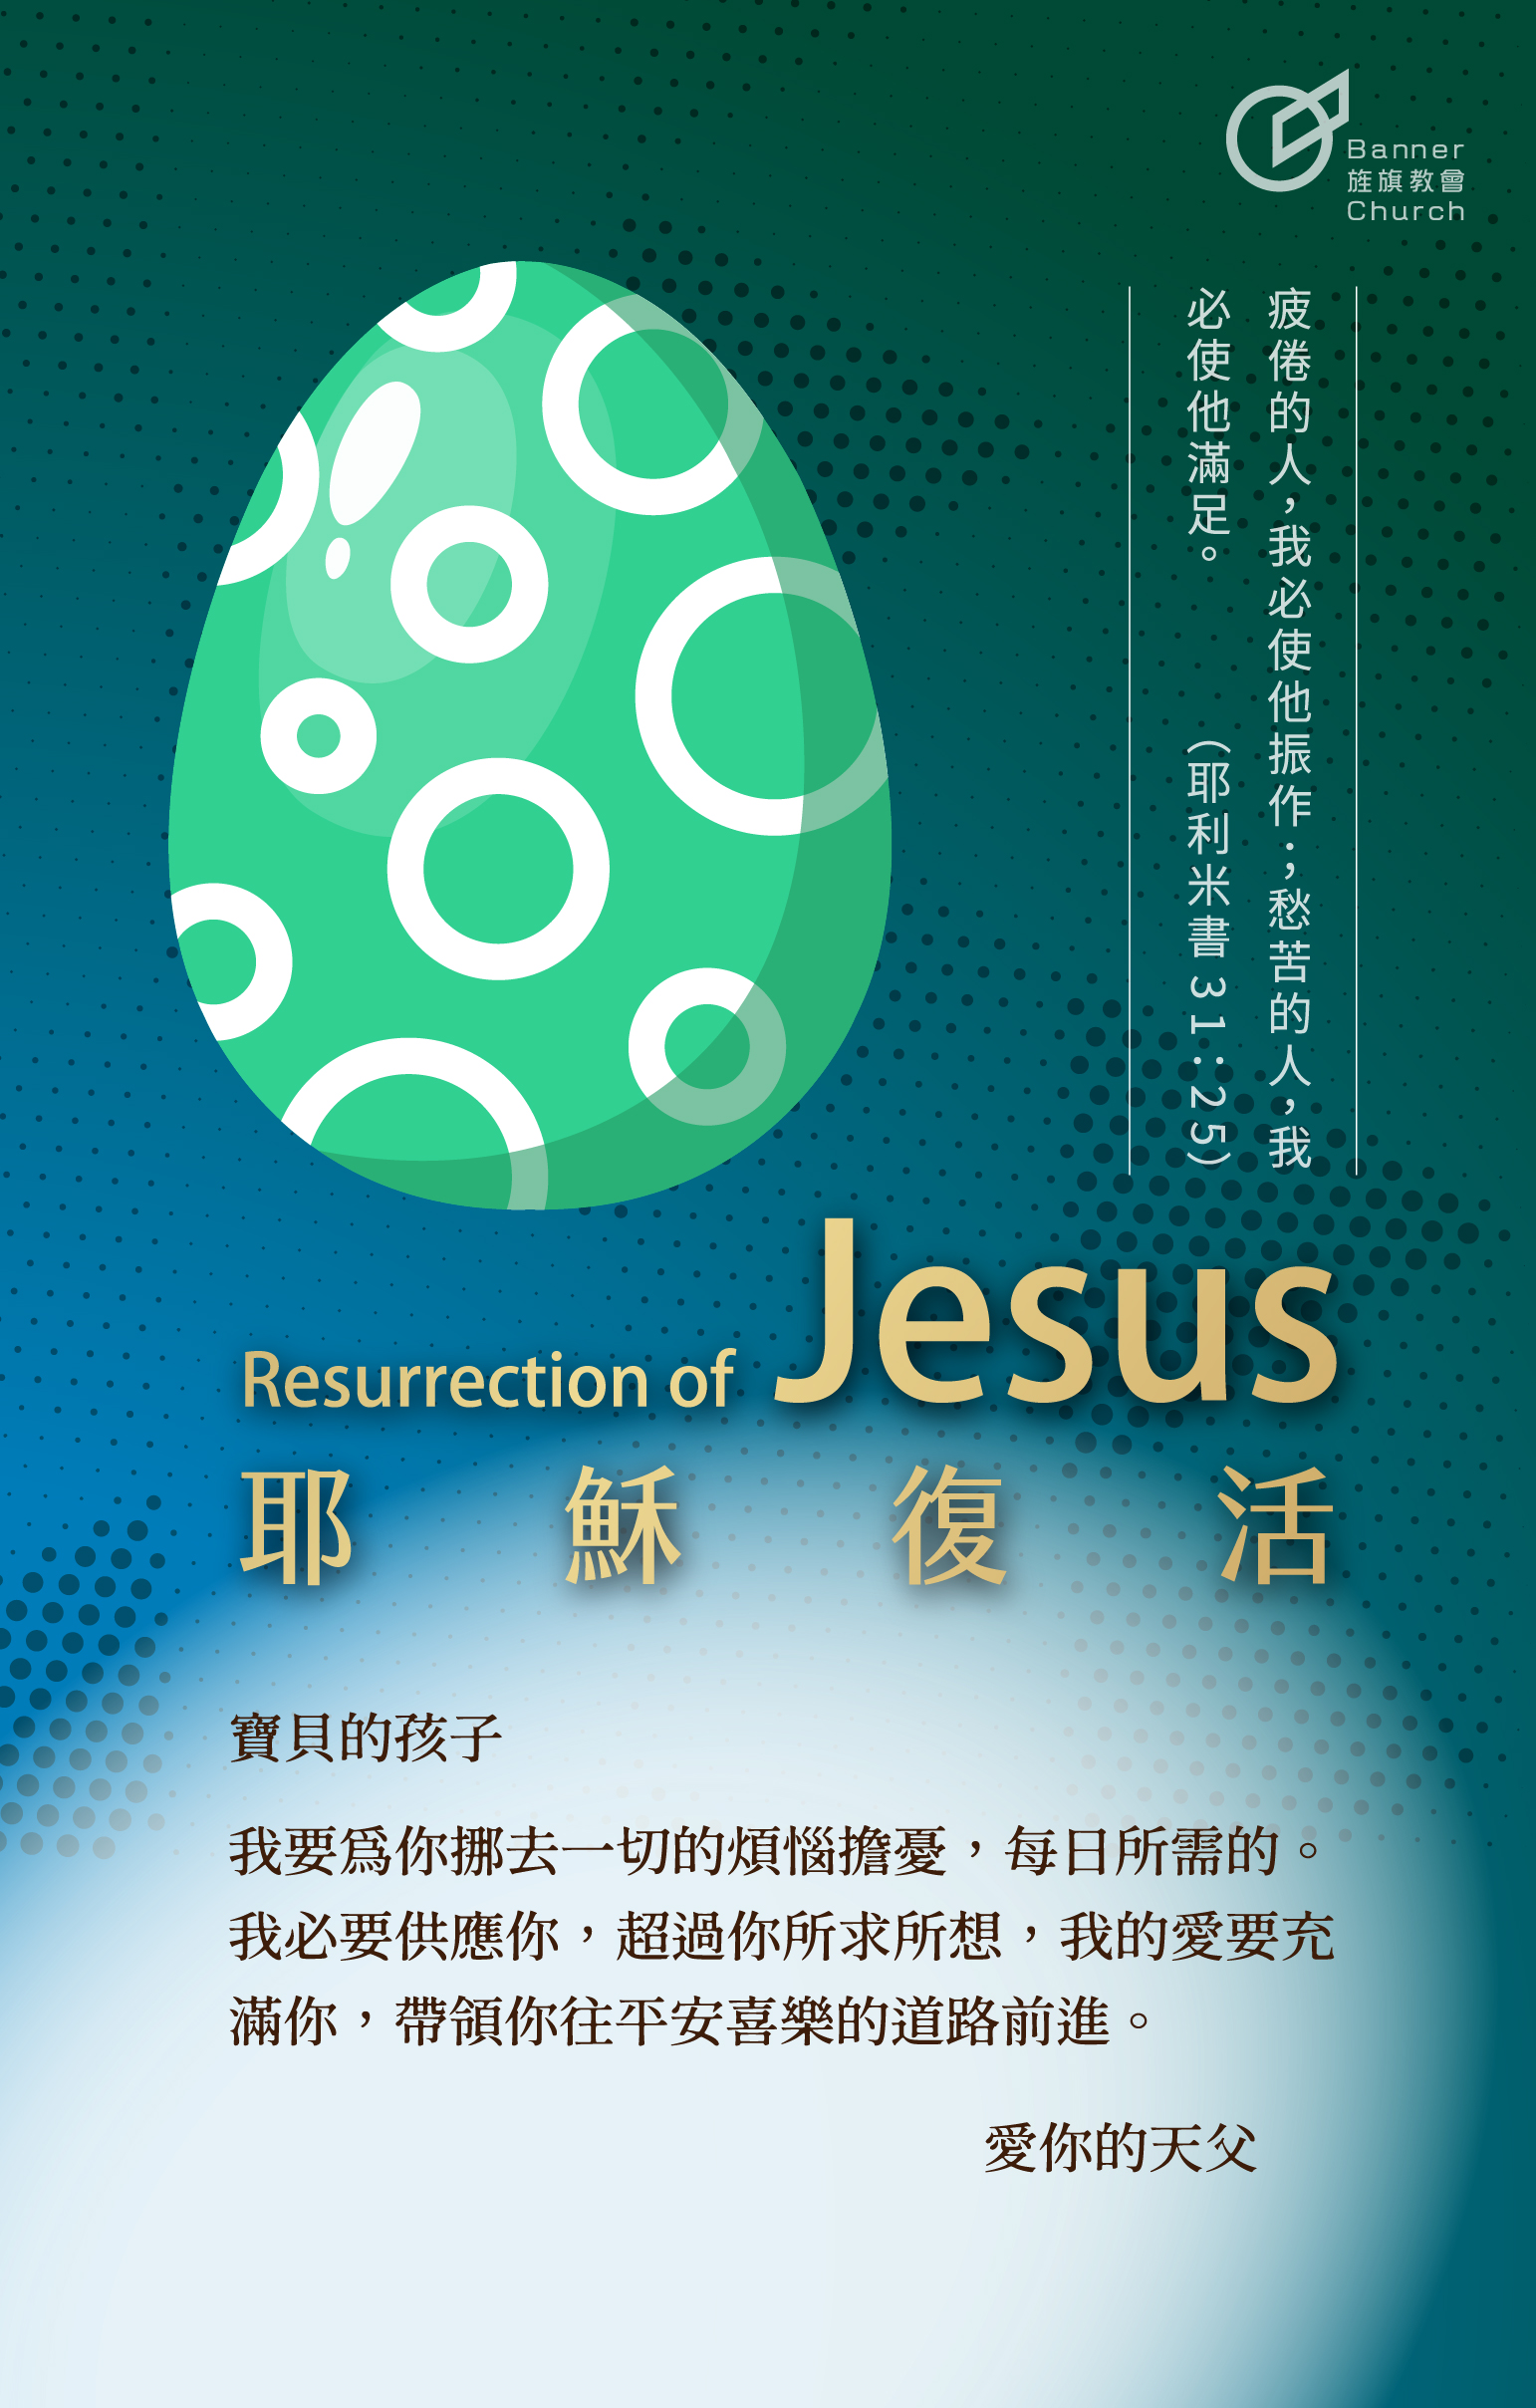 Banner
旌旗教會
Church
疲倦的人，我必使他振作；愁苦的人，我
必使他滿足。　　　（耶利米書 31：25）
Resurrection of Jesus
耶穌復活
寶貝的孩子
我要爲你挪去一切的煩惱擔憂，每日所需的。
我必要供應你，超過你所求所想，我的愛要充
滿你，帶領你往平安喜樂的道路前進。
愛你的天父